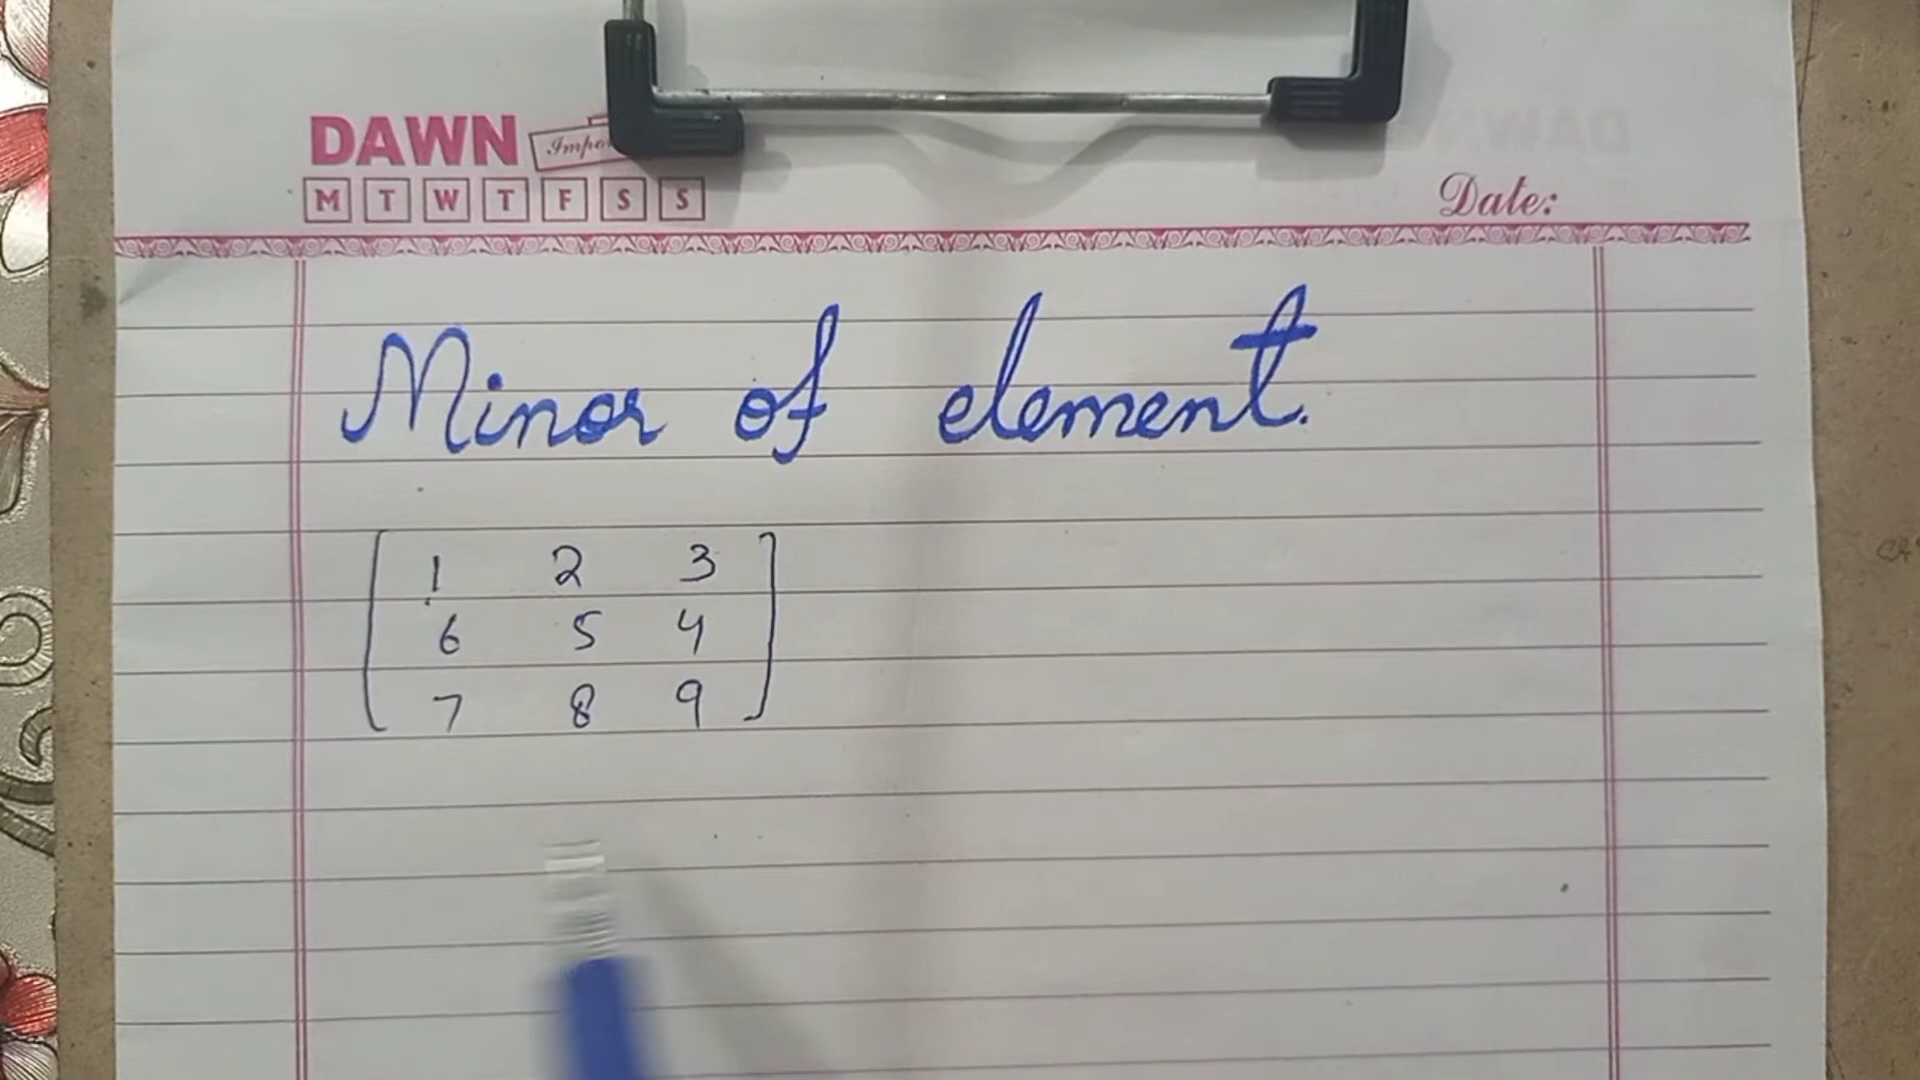 DAWN
M T W T F S S
Date:
Minor of element.
1 2 3
6 5 4
7 8 9